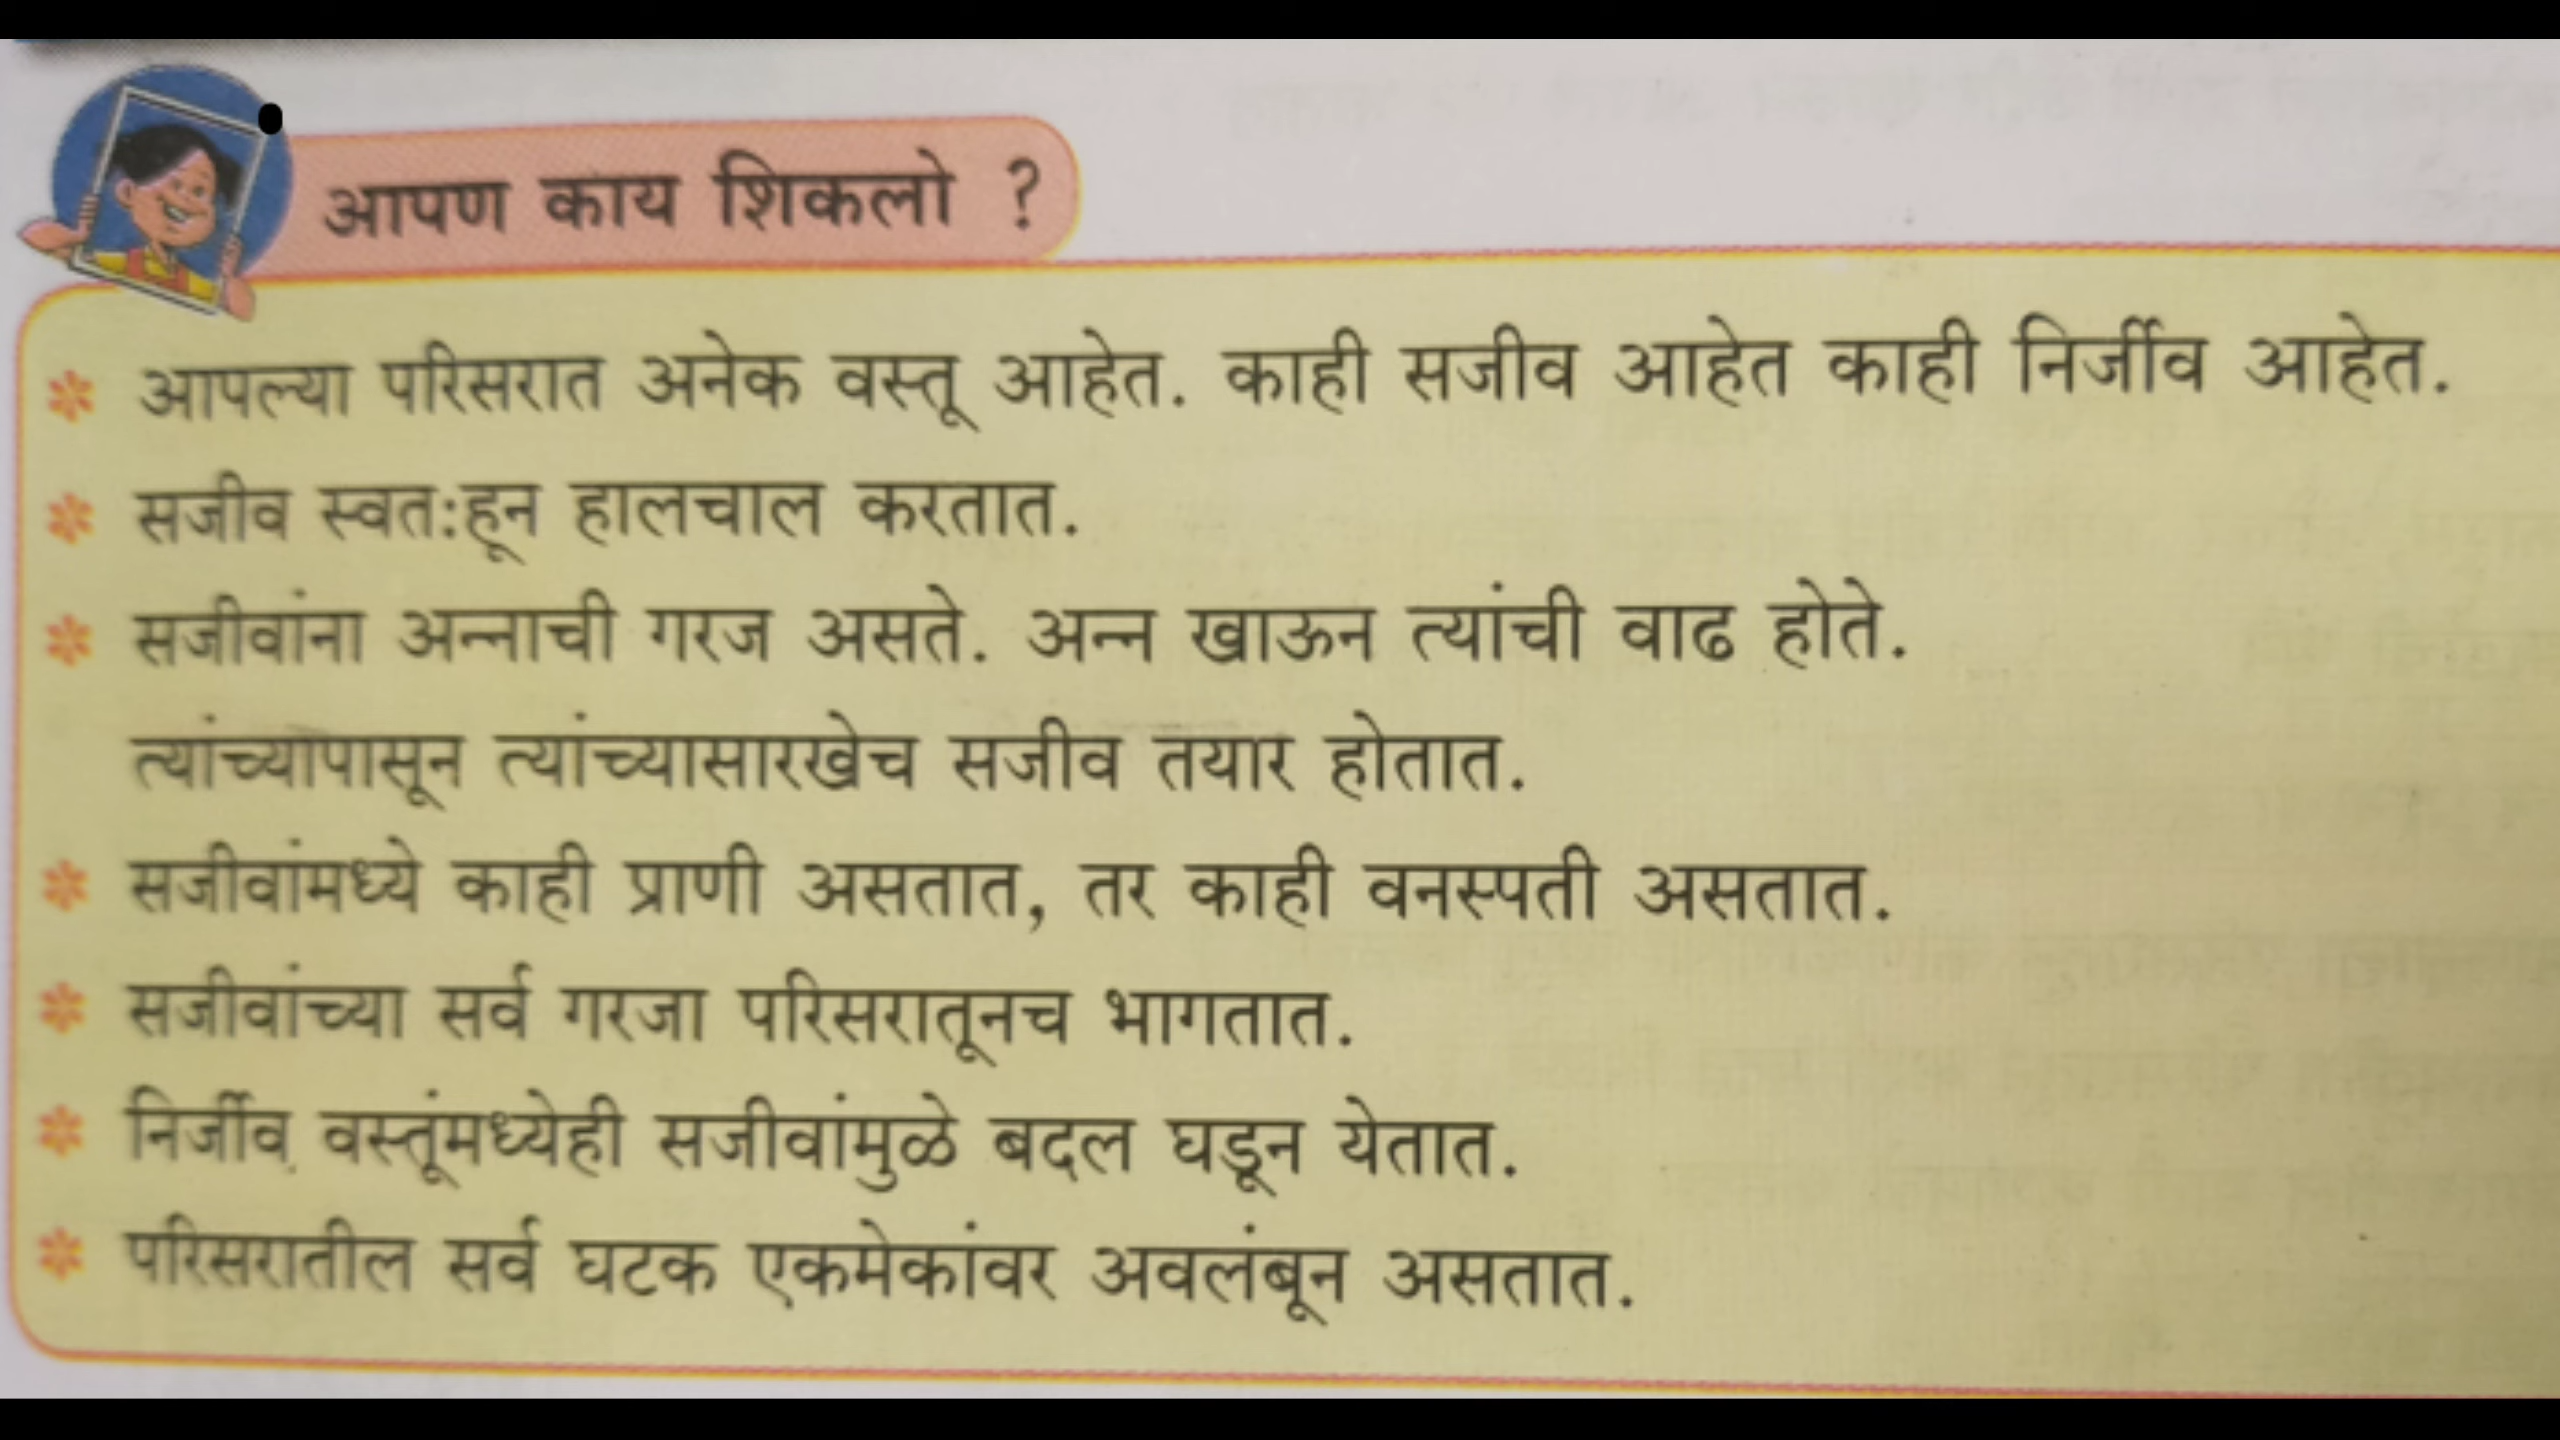 आपण काय शिकलो ?
* आपल्या परिसरात अनेक वस्तू आहेत. काही सजीव आहेत काही निर्जीव आहेत.
* सजीव स्वतःहून हालचाल करतात.
* सजीवांना अन्नाची गरज असते. अन्न खाऊन त्यांची वाढ होते.
त्यांच्यापासून त्यांच्यासारखेच सजीव तयार होतात.
* सजीवांमध्ये काही प्राणी असतात, तर काही वनस्पती असतात.
* सजीवांच्या सर्व गरजा परिसरातूनच भागतात.
* निर्जीव वस्तूंमध्येही सजीवांमुळे बदल घडून येतात.
* परिसरातील सर्व घटक एकमेकांवर अवलंबून असतात.